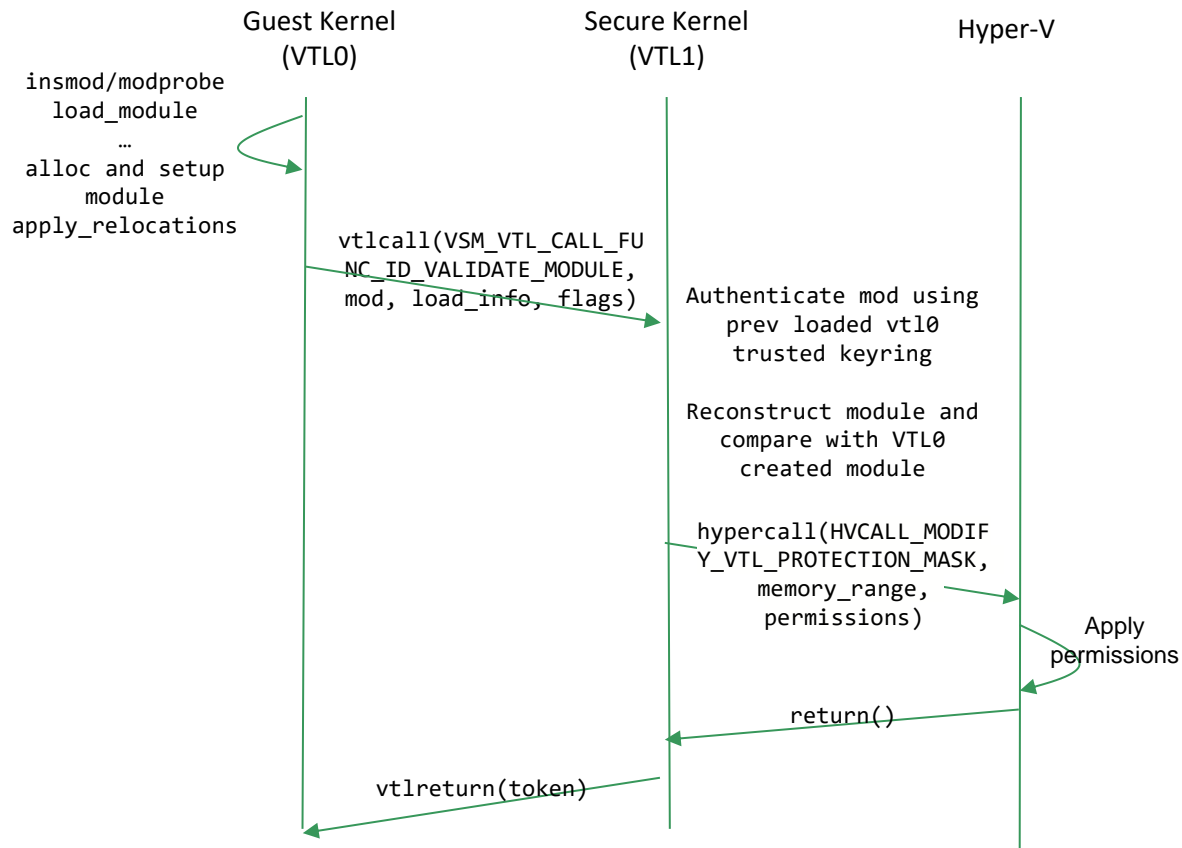 Guest Kernel
(VTL0)
Secure Kernel
(VTL1)
Hyper-V
insmod/modprobe
load_module
…
alloc and setup
module
apply_relocations
vtlcall(VSM_VTL_CALL_FU
NC_ID_VALIDATE_MODULE,
mod, load_info, flags)
Authenticate mod using
prev loaded vtl0
trusted keyring
Reconstruct module and
compare with VTL0
created module
hypercall(HVCALL_MODIF
Y_VTL_PROTECTION_MASK,
memory_range,
permissions)
Apply
permissions
return()
vtlreturn(token)